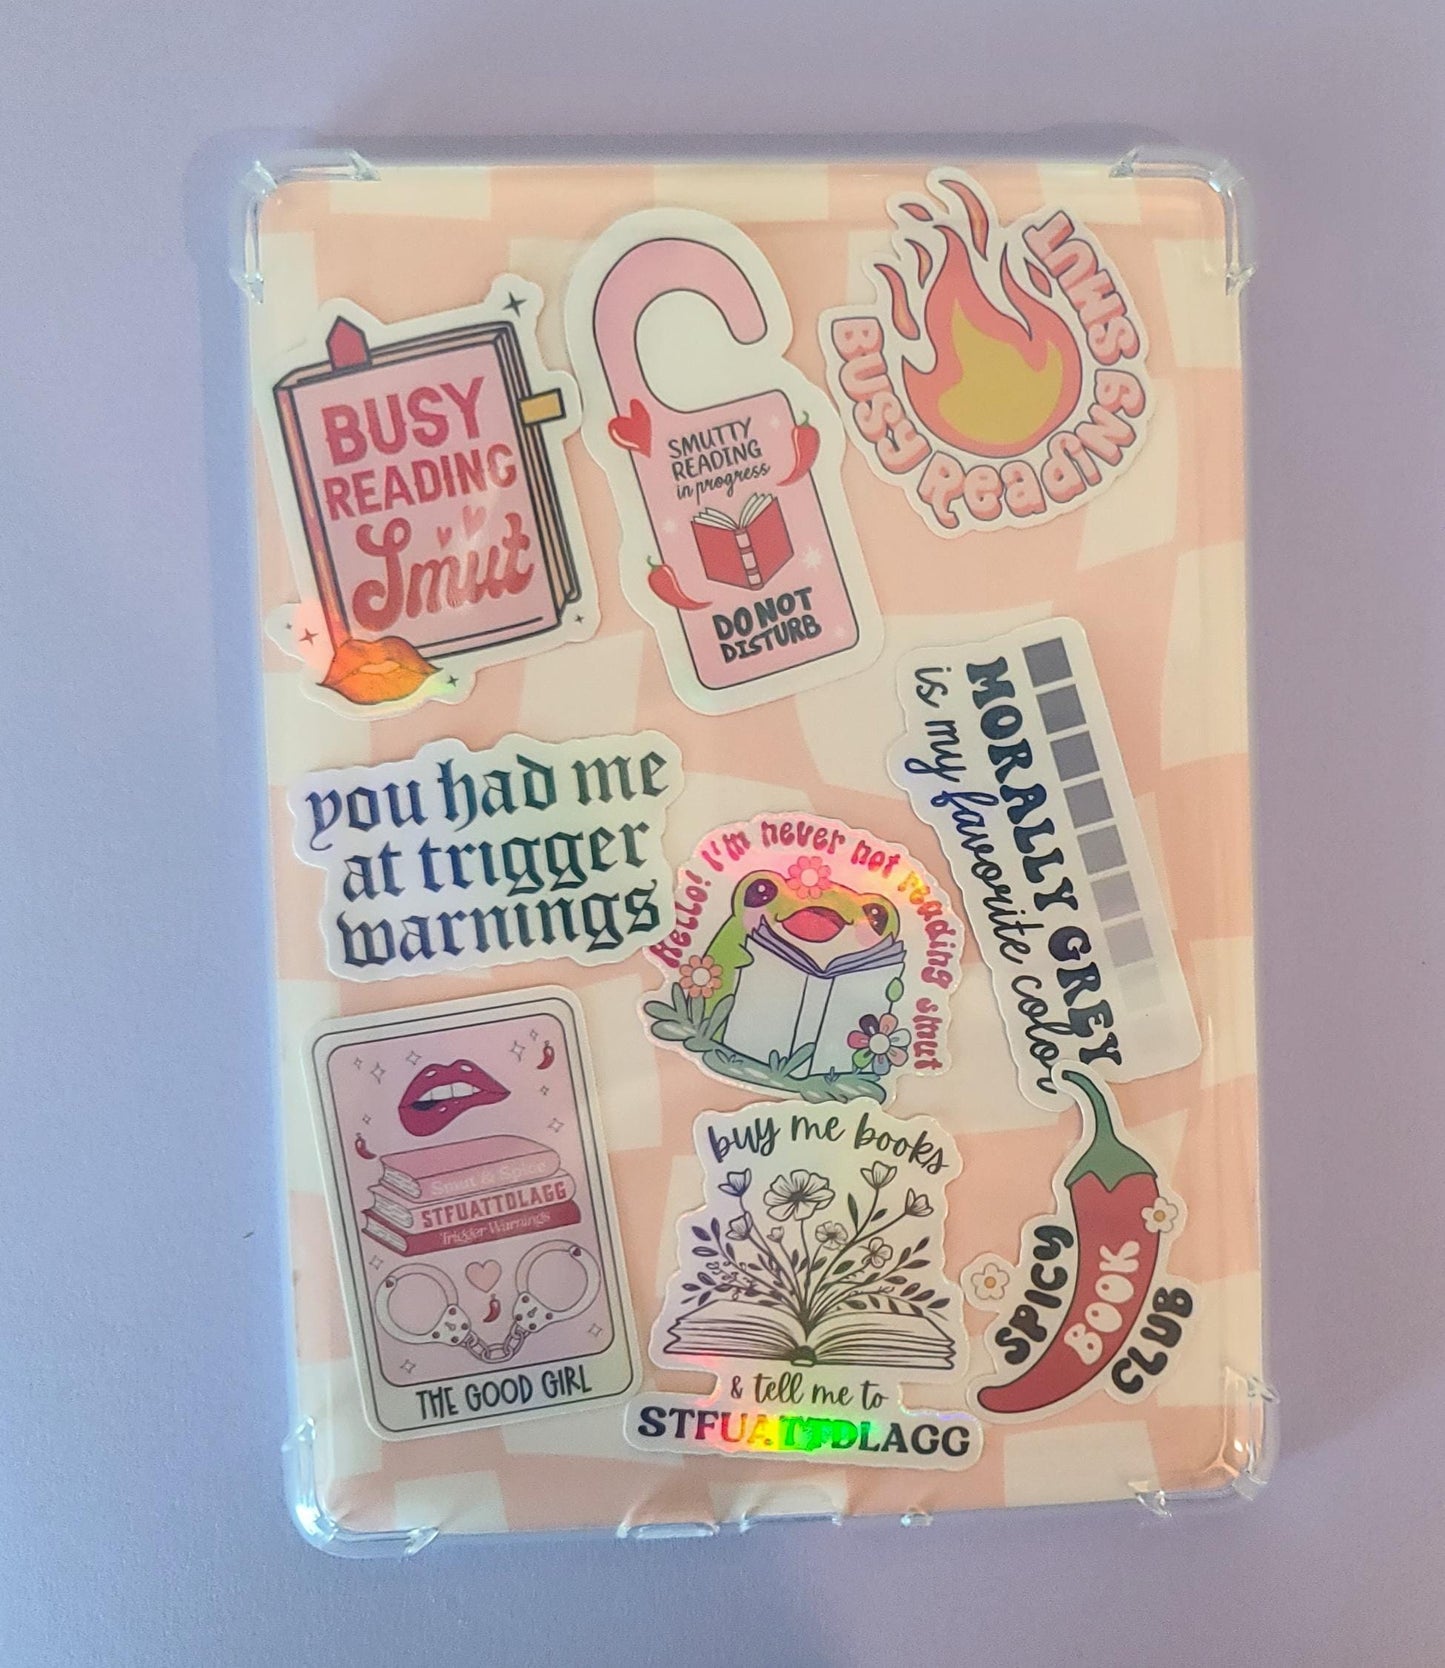 BUSY
READING
Smut
SMUTTY
READING
in progress
DO NOT
DISTURB
BUSY Reading SMUT
you had me
at trigger
warnings
Hello! I'm never not reading smut
MORALLY GREY
is my favorite color
Smut & Spice
STFUATTDLAGG
Trigger Warnings
THE GOOD GIRL
buy me books
& tell me to
STFUATTDLAGG
SPICY
BOOK
CLUB